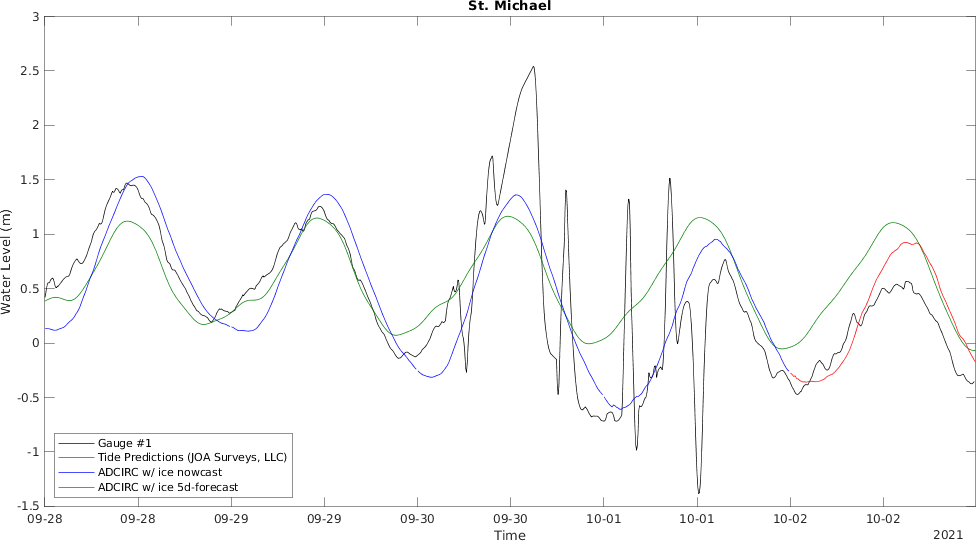 St. Michael
3
2.5
2
1.5
1
0.5
0
-0.5
-1
-1.5
Water Level (m)
Gauge #1
Tide Predictions (JOA Surveys, LLC)
ADCIRC w/ ice nowcast
ADCIRC w/ ice 5d-forecast
09-28 09-28 09-29 09-29 09-30 09-30 10-01 10-01 10-02 10-02
Time
2021